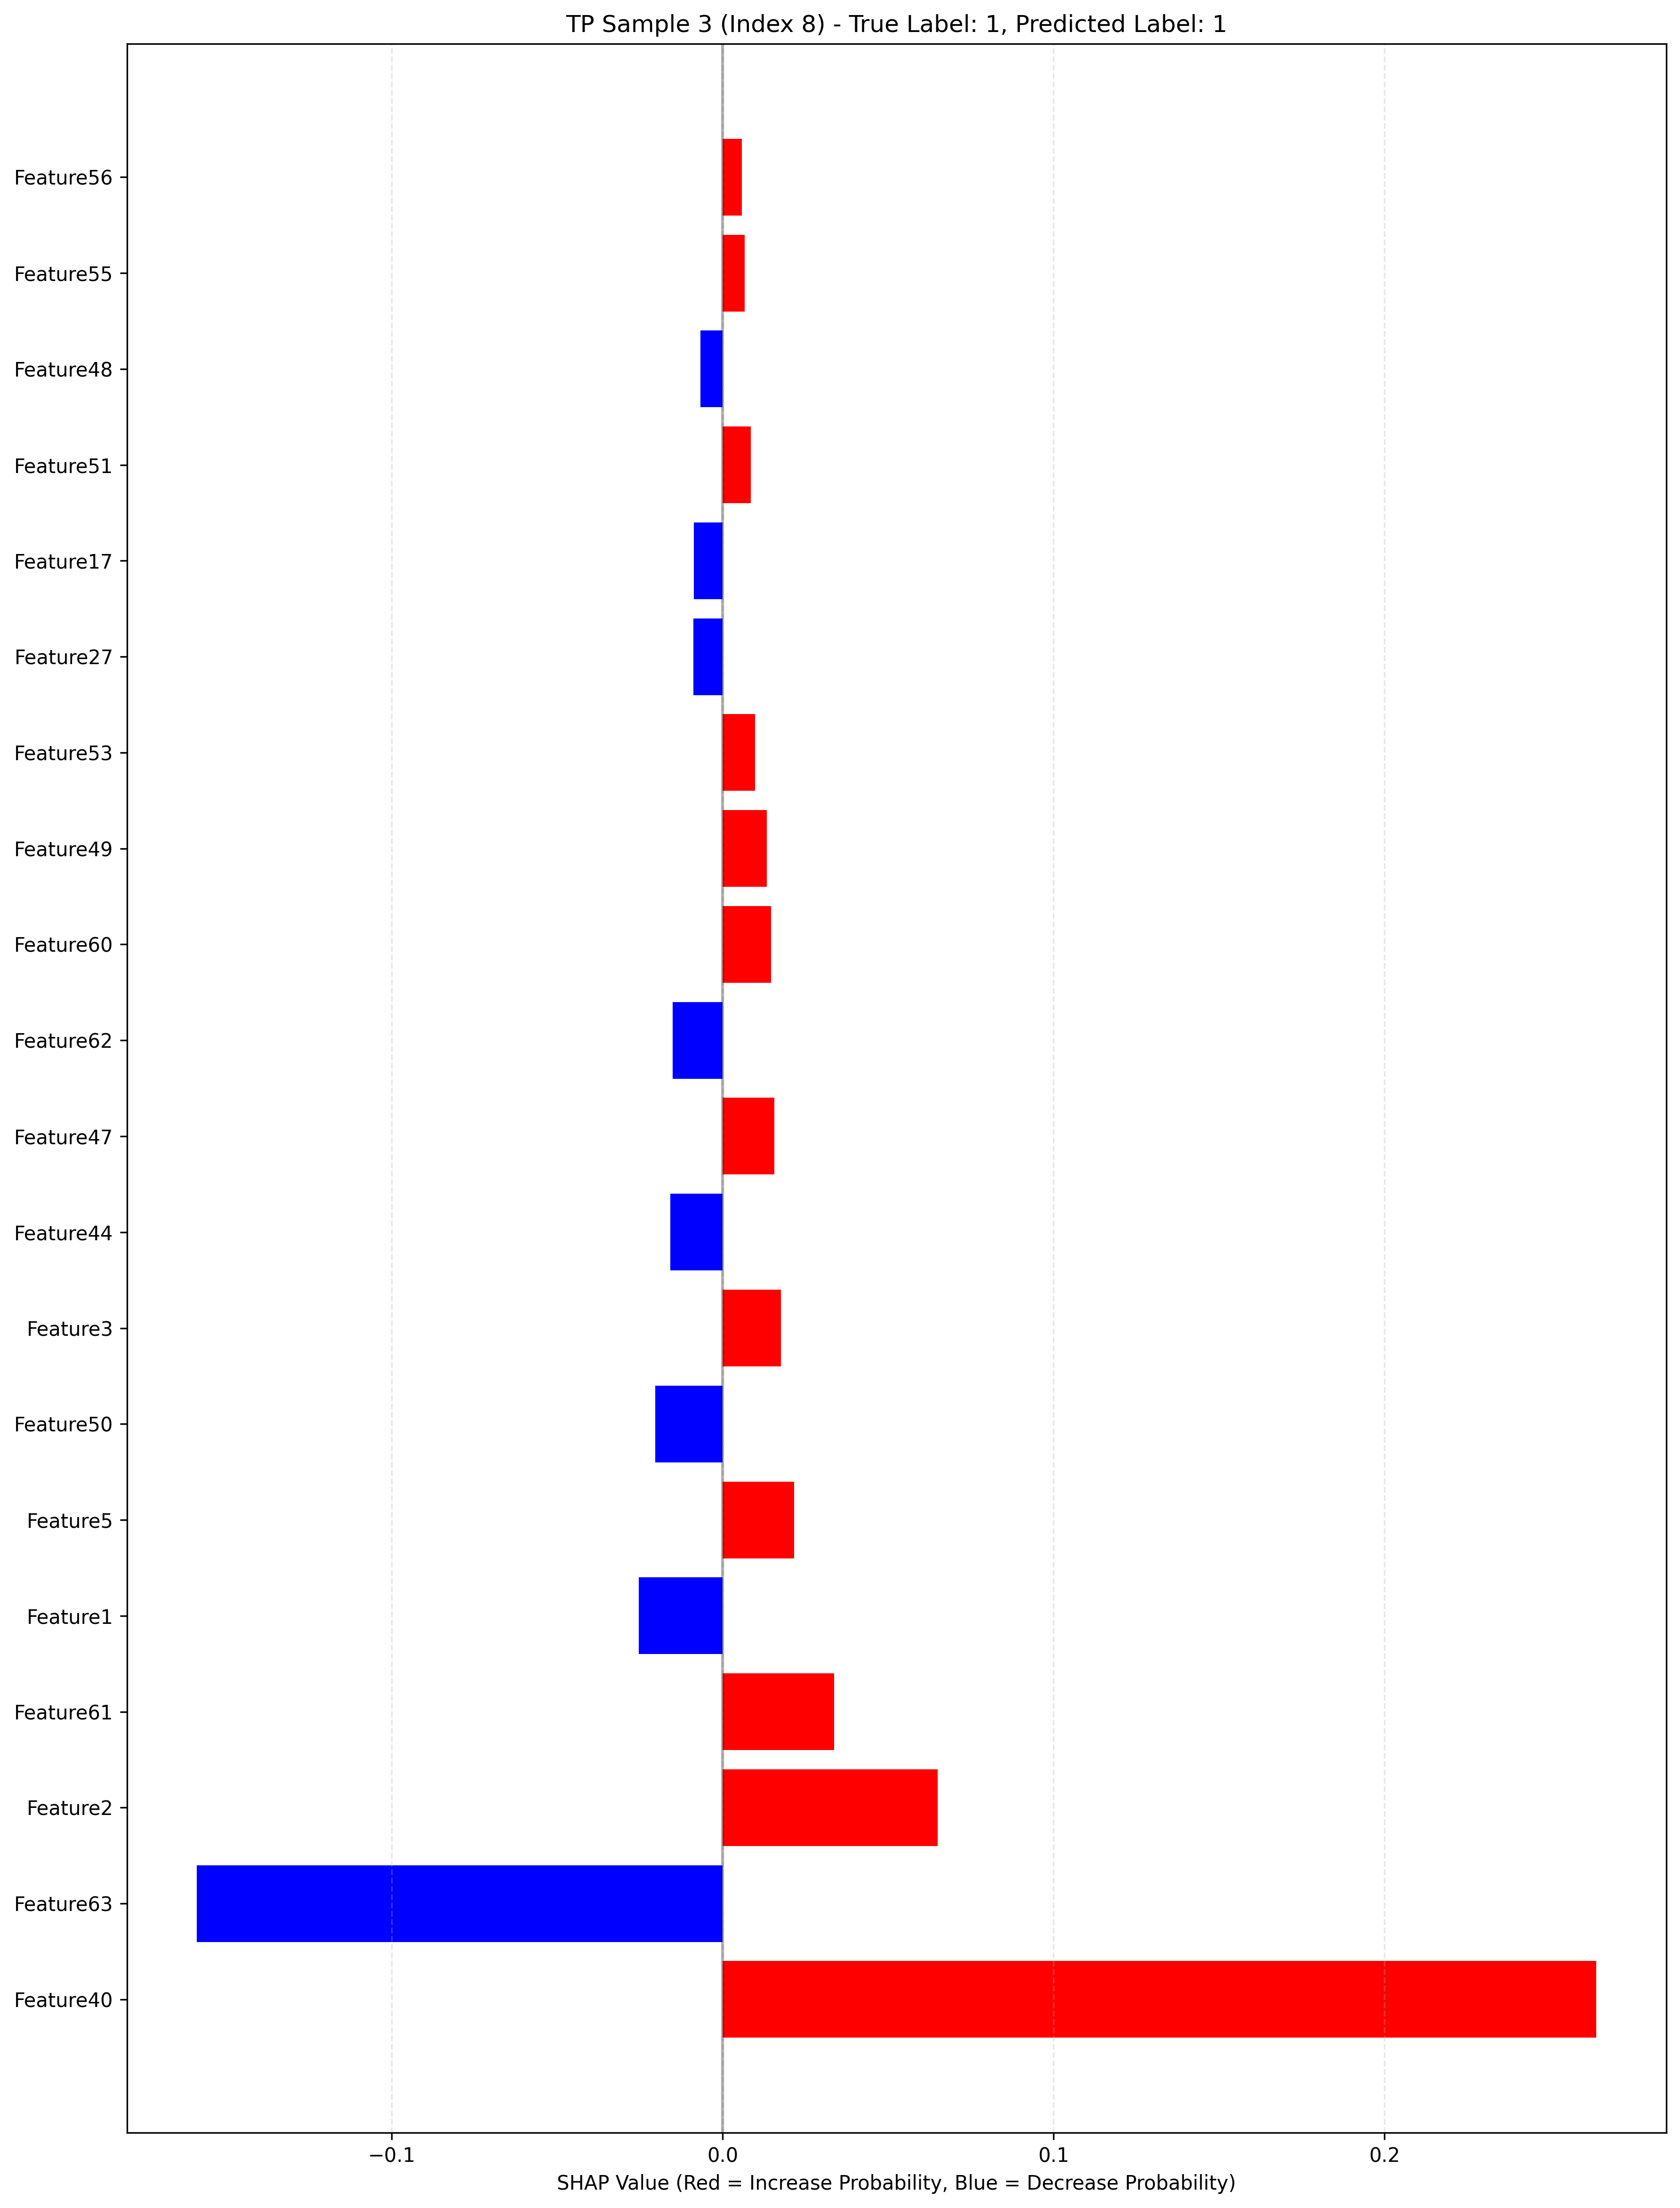 TP Sample 3 (Index 8) - True Label: 1, Predicted Label: 1
Feature56
Feature55
Feature48
Feature51
Feature17
Feature27
Feature53
Feature49
Feature60
Feature62
Feature47
Feature44
Feature3
Feature50
Feature5
Feature1
Feature61
Feature2
Feature63
Feature40
−0.1 0.0 0.1 0.2
SHAP Value (Red = Increase Probability, Blue = Decrease Probability)